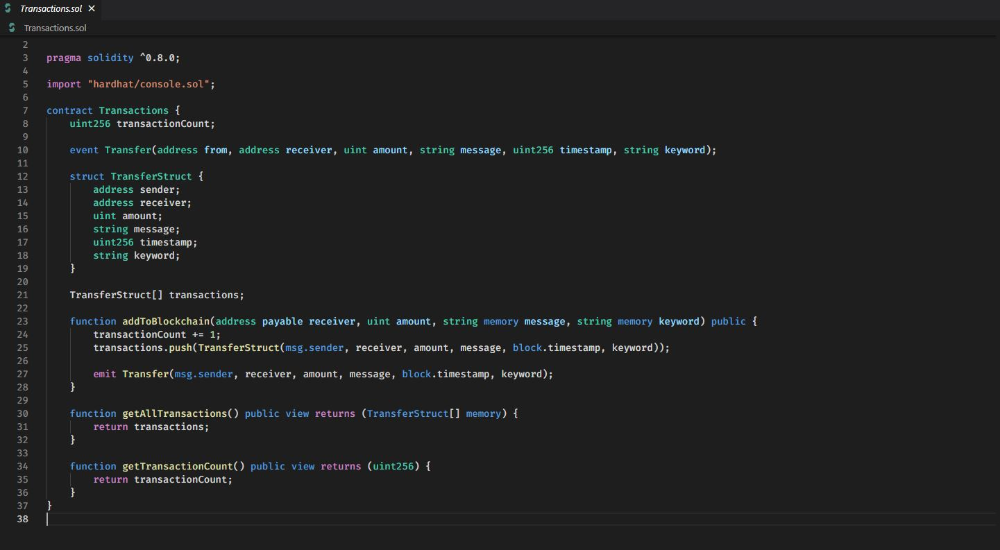 Transactions.sol ×
Transactions.sol
2
3 pragma solidity ^0.8.0;
4
5 import "hardhat/console.sol";
6
7 contract Transactions {
8     uint256 transactionCount;
9
10     event Transfer(address from, address receiver, uint amount, string message, uint256 timestamp, string keyword);
11
12     struct TransferStruct {
13         address sender;
14         address receiver;
15         uint amount;
16         string message;
17         uint256 timestamp;
18         string keyword;
19     }
20
21     TransferStruct[] transactions;
22
23     function addToBlockchain(address payable receiver, uint amount, string memory message, string memory keyword) public {
24         transactionCount += 1;
25         transactions.push(TransferStruct(msg.sender, receiver, amount, message, block.timestamp, keyword));
26
27         emit Transfer(msg.sender, receiver, amount, message, block.timestamp, keyword);
28     }
29
30     function getAllTransactions() public view returns (TransferStruct[] memory) {
31         return transactions;
32     }
33
34     function getTransactionCount() public view returns (uint256) {
35         return transactionCount;
36     }
37 }
38